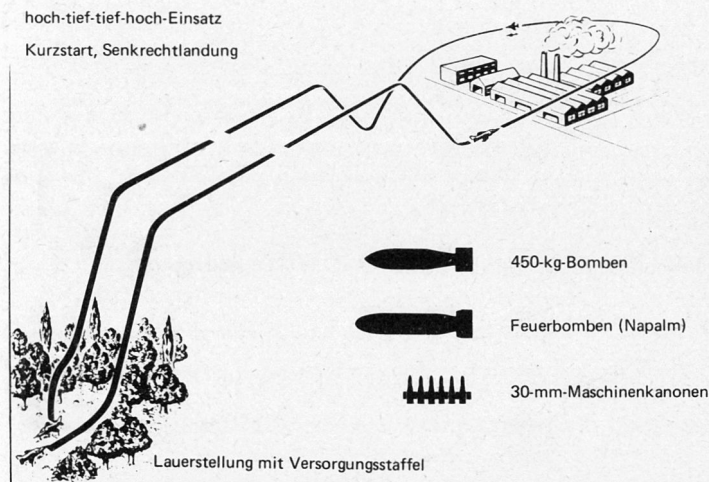 hoch-tief-tief-hoch-Einsatz
Kurzstart, Senkrechtlandung
450-kg-Bomben
Feuerbomben (Napalm)
30-mm-Maschinenkanonen
Lauerstellung mit Versorgungsstaffel